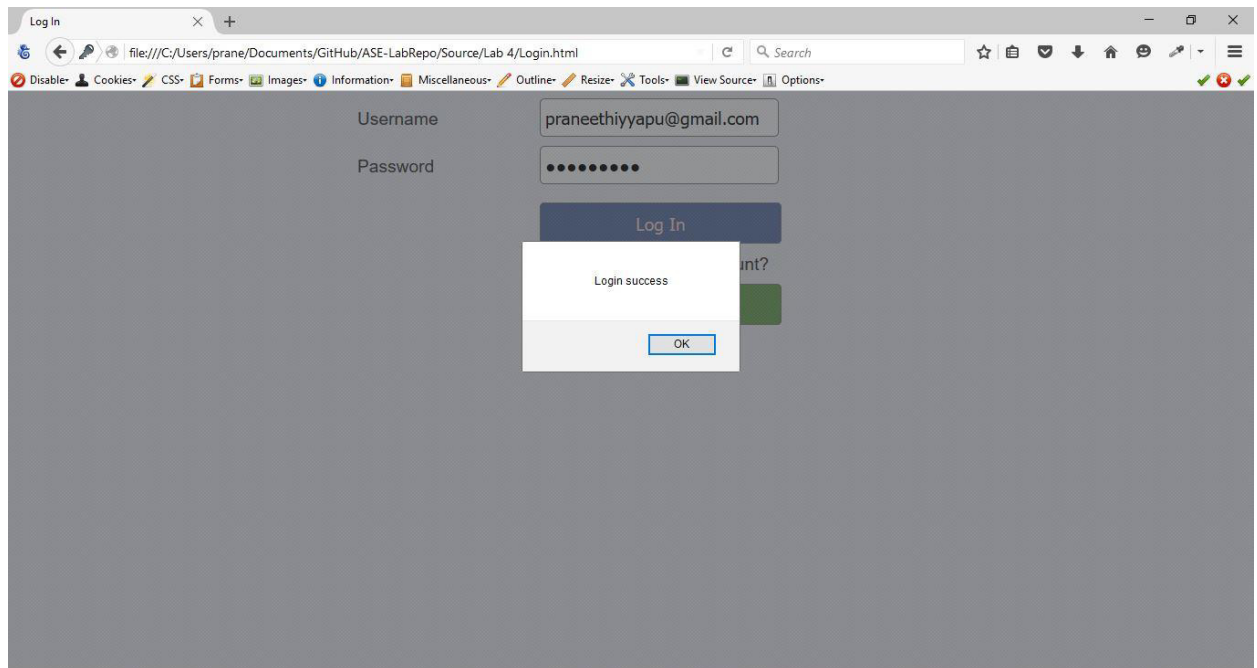 Log In
file:///C:/Users/prane/Documents/GitHub/ASE-LabRepo/Source/Lab 4/Login.html
Search
Disable Cookies CSS Forms Images Information Miscellaneous Outline Resize Tools View Source Options
Username praneethiyyapu@gmail.com
Password •••••••••
Log In
unt?
Login success
OK